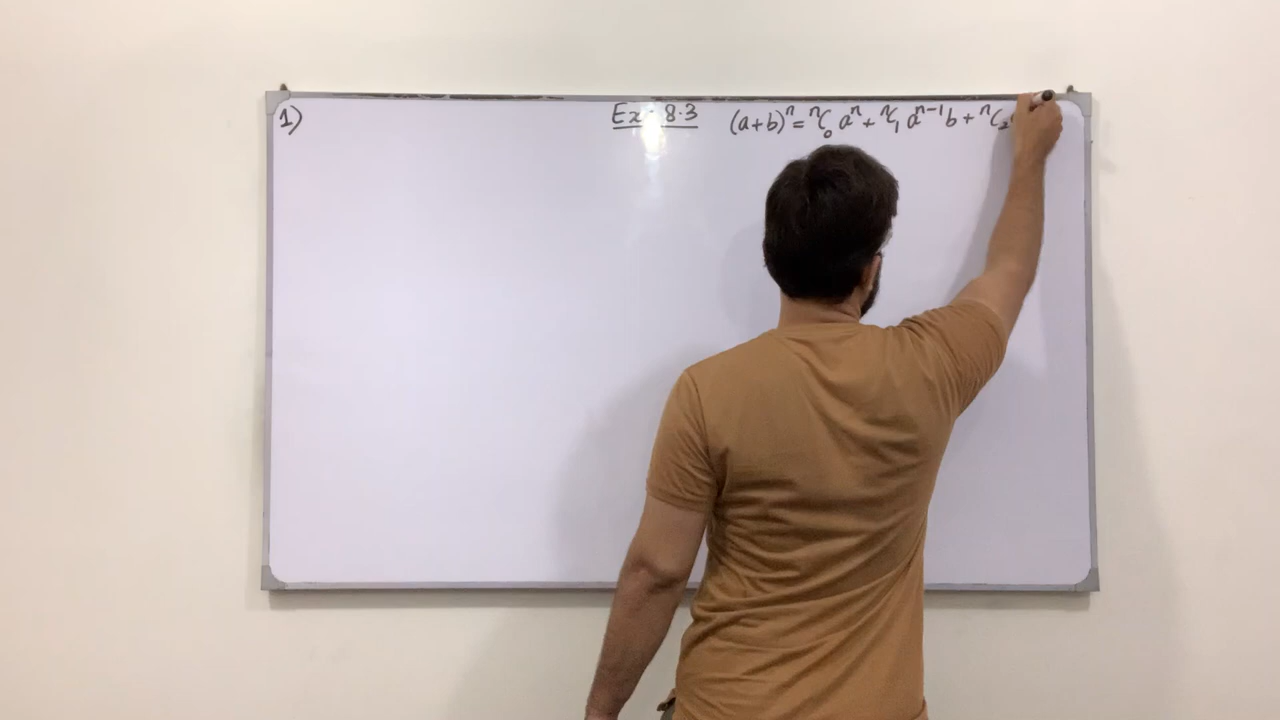 1)
Ex 8.3
(a+b)ⁿ = ⁿC₀ aⁿ + ⁿC₁ aⁿ⁻¹b + ⁿC₂